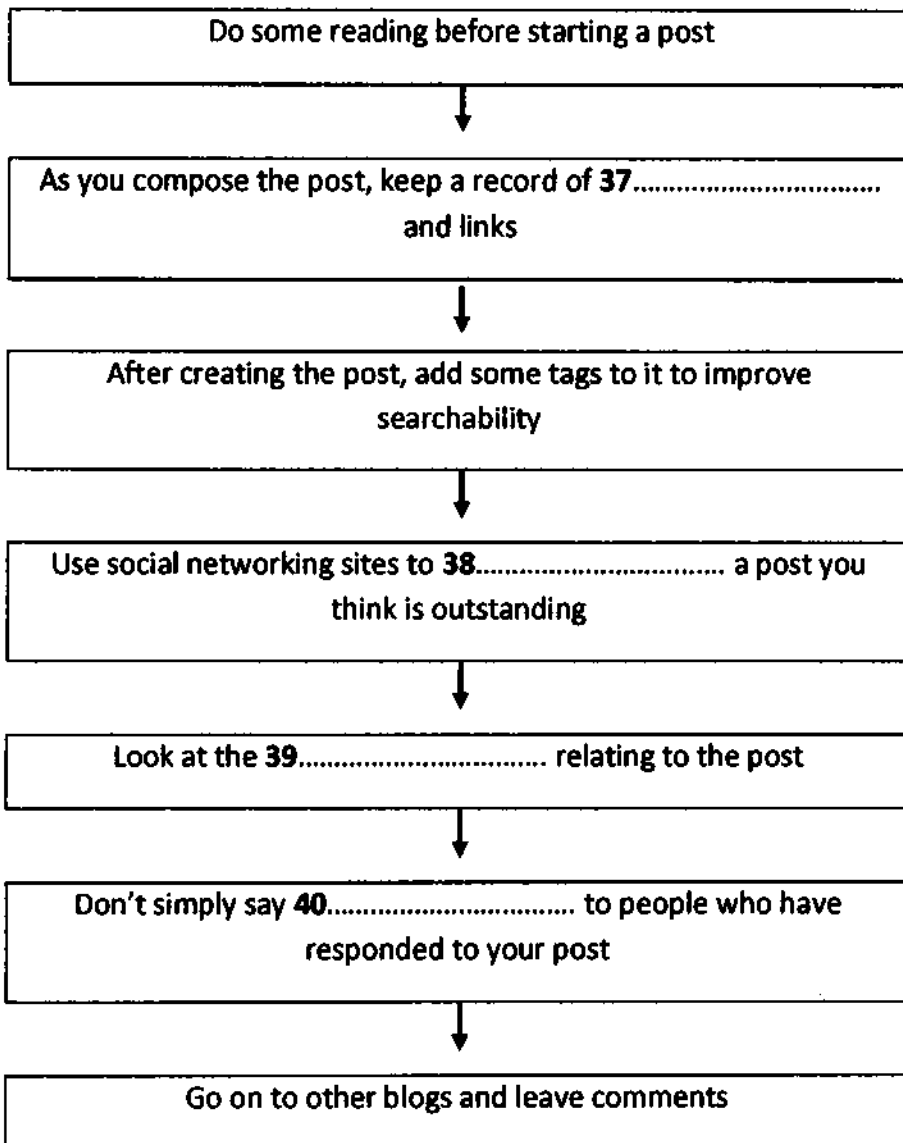 Do some reading before starting a post
As you compose the post, keep a record of 37..................................
and links
After creating the post, add some tags to it to improve
searchability
Use social networking sites to 38.................................. a post you
think is outstanding
Look at the 39.................................. relating to the post
Don't simply say 40.................................. to people who have
responded to your post
Go on to other blogs and leave comments